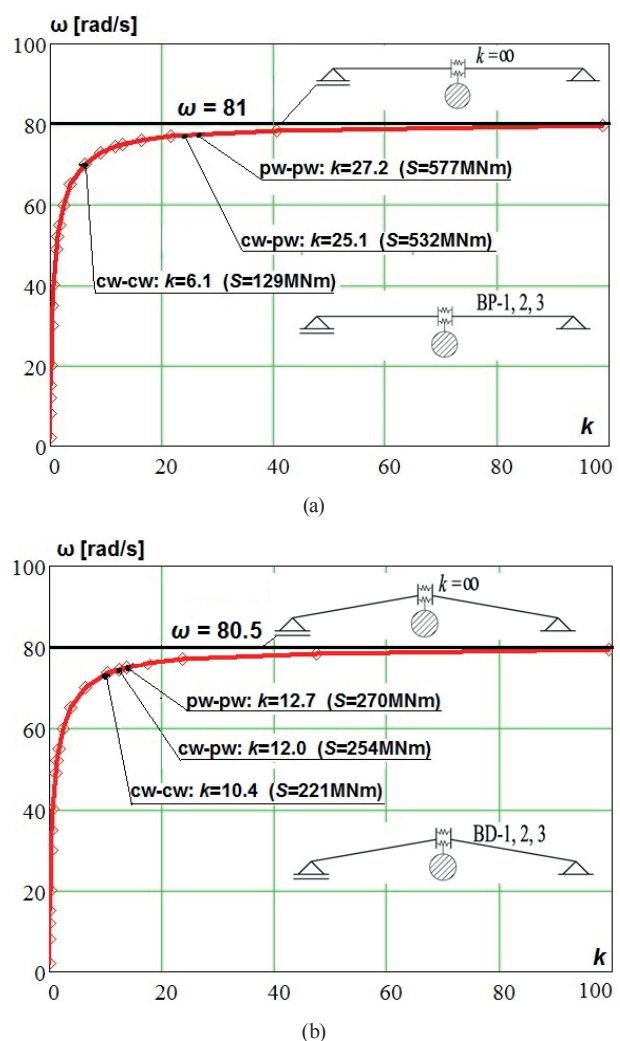 ω [rad/s]
100
k=∞
80
ω = 81
pw-pw: k=27.2 (S=577MNm)
60
cw-pw: k=25.1 (S=532MNm)
cw-cw: k=6.1 (S=129MNm)
40
BP-1, 2, 3
20
k
0
0 20 40 60 80 100
(a)
ω [rad/s]
100
k=∞
ω = 80.5
80
pw-pw: k=12.7 (S=270MNm)
60
cw-pw: k=12.0 (S=254MNm)
cw-cw: k=10.4 (S=221MNm)
40
BD-1, 2, 3
20
k
0
0 20 40 60 80 100
(b)